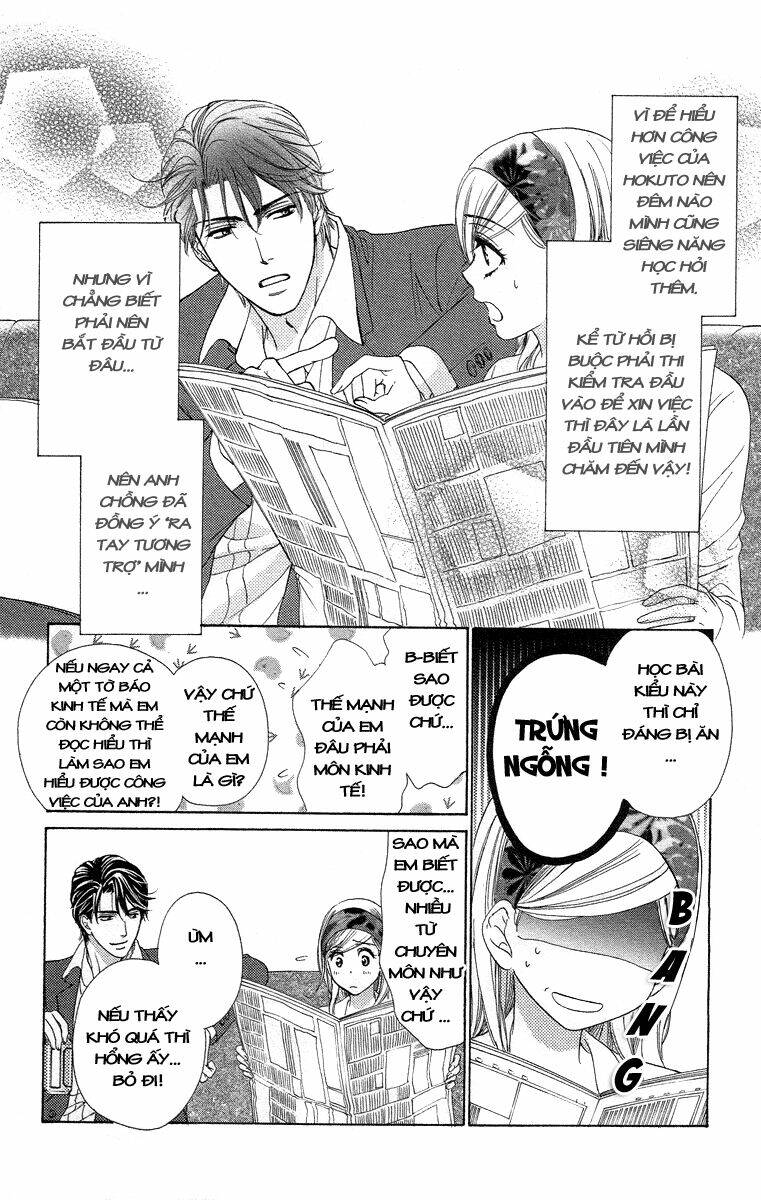 VÌ ĐỂ HIỂU
HƠN CÔNG
VIỆC CỦA
HOKUTO NÊN
ĐÊM NÀO
MÌNH CŨNG
SIÊNG NĂNG
HỌC HỎI
THÊM.
KỂ TỪ HỒI BỊ
BUỘC PHẢI THI
KIỂM TRA ĐẦU
VÀO ĐỂ XIN VIỆC
THÌ ĐÂY LÀ LẦN
ĐẦU TIÊN MÌNH
CHĂM ĐẾN VẬY!
NHƯNG VÌ
CHẲNG BIẾT
PHẢI NÊN
BẮT ĐẦU TỪ
ĐÂU...
NÊN ANH
CHỒNG ĐÃ
ĐỒNG Ý "RA
TAY TƯƠNG
TRỢ" MÌNH
...
HỌC BÀI
KIỂU NÀY
THÌ CHỈ
ĐÁNG BỊ ĂN
...
TRỨNG
NGỖNG !
BANG
B-BIẾT
SAO
ĐƯỢC
CHỨ...
THẾ MẠNH
CỦA EM
ĐÂU PHẢI
MÔN KINH
TẾ!
VẬY CHỨ
THẾ
MẠNH
CỦA EM
LÀ GÌ?
NẾU NGAY CẢ
MỘT TỜ BÁO
KINH TẾ MÀ EM
CÒN KHÔNG THỂ
ĐỌC HIỂU THÌ
LÀM SAO EM
HIỂU ĐƯỢC CÔNG
VIỆC CỦA ANH?!
SAO MÀ
EM BIẾT
ĐƯỢC...
NHIỀU
TỪ
CHUYÊN
MÔN NHƯ
VẬY
CHỨ ...
ỪM
...
NẾU THẤY
KHÓ QUÁ THÌ
HỔNG ẤY...
BỎ ĐI!